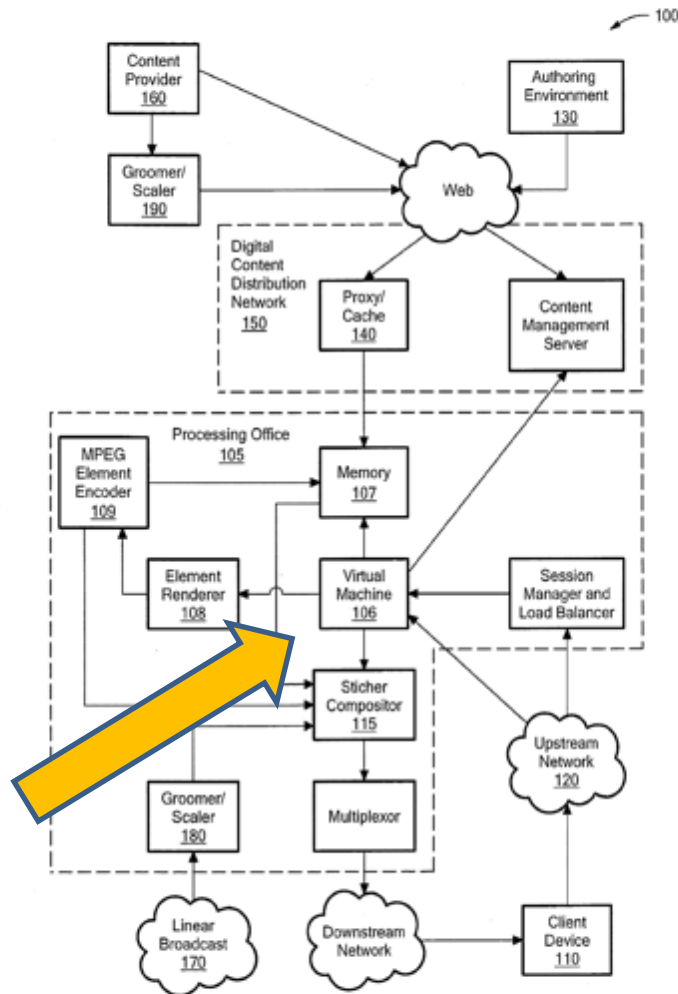 100
Content
Provider
160
Authoring
Environment
130
Groomer/
Scaler
190
Web
Digital
Content
Distribution
Network
150
Proxy/
Cache
140
Content
Management
Server
Processing Office
105
MPEG
Element
Encoder
109
Memory
107
Element
Renderer
108
Virtual
Machine
106
Session
Manager and
Load Balancer
Sticher
Compositor
115
Upstream
Network
120
Groomer/
Scaler
180
Multiplexor
Linear
Broadcast
170
Downstream
Network
Client
Device
110